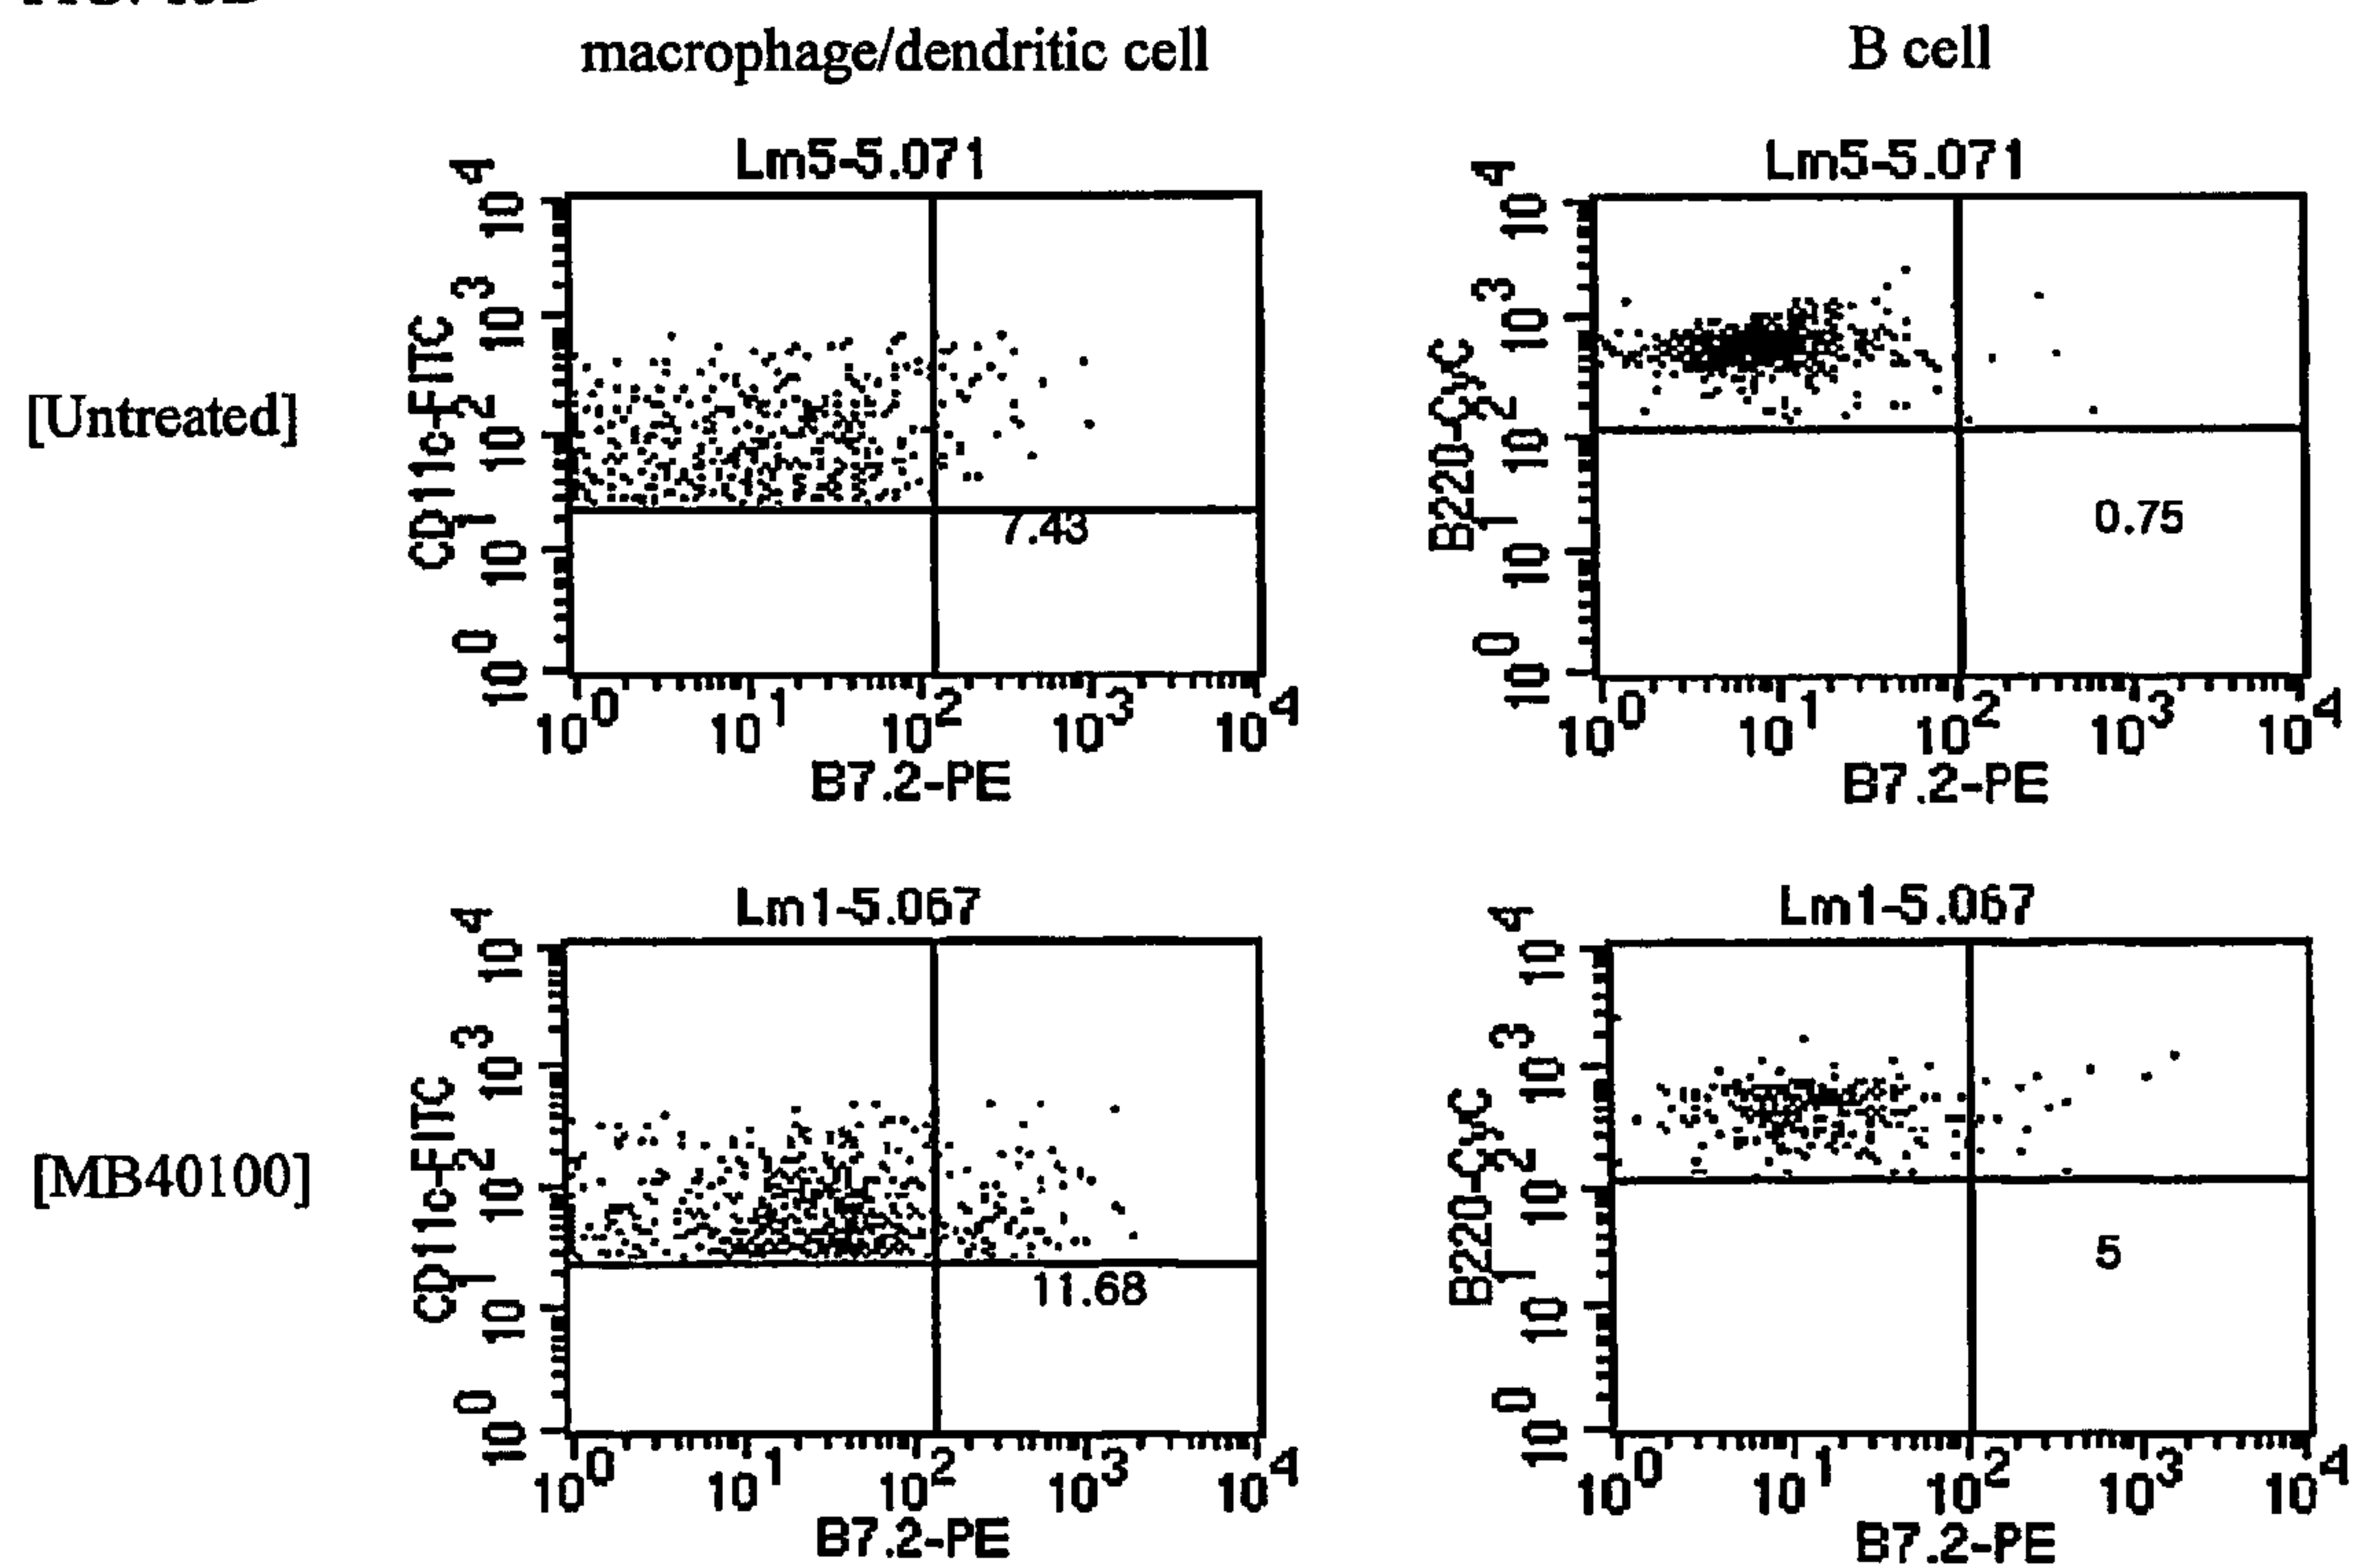 macrophage/dendritic cell
B cell
Lm5-5.071
Lm5-5.071
[Untreated]
CD11c-FITC
10^0 10^1 10^2 10^3 10^4
7.43
10^0 10^1 10^2 10^3 10^4
B7.2-PE
B220-CyC
10^0 10^1 10^2 10^3 10^4
0.75
10^0 10^1 10^2 10^3 10^4
B7.2-PE
Lm1-5.067
Lm1-5.067
[MB40100]
CD11c-FITC
10^0 10^1 10^2 10^3 10^4
11.68
10^0 10^1 10^2 10^3 10^4
B7.2-PE
B220-CyC
10^0 10^1 10^2 10^3 10^4
5
10^0 10^1 10^2 10^3 10^4
B7.2-PE